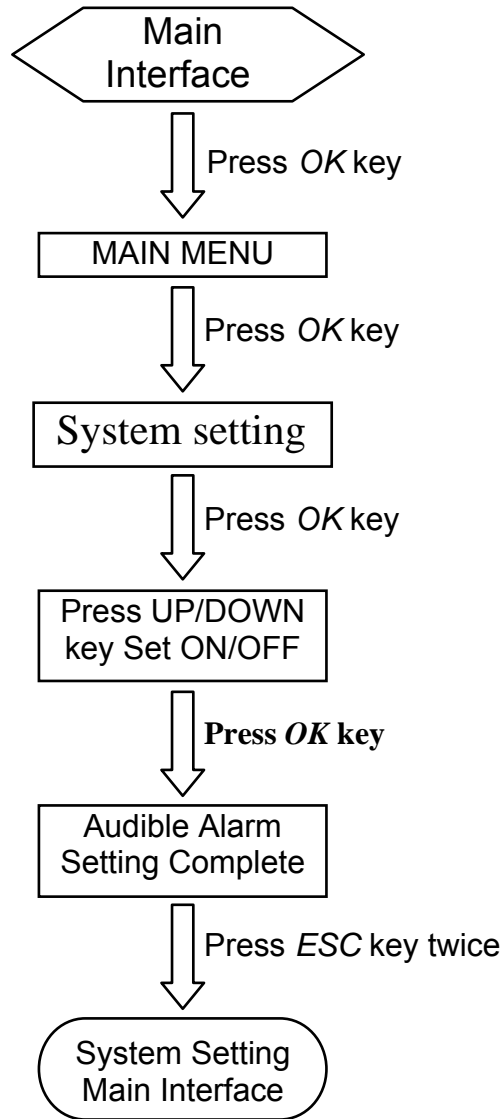 Main
Interface
Press OK key
MAIN MENU
Press OK key
System setting
Press OK key
Press UP/DOWN
key Set ON/OFF
Press OK key
Audible Alarm
Setting Complete
Press ESC key twice
System Setting
Main Interface